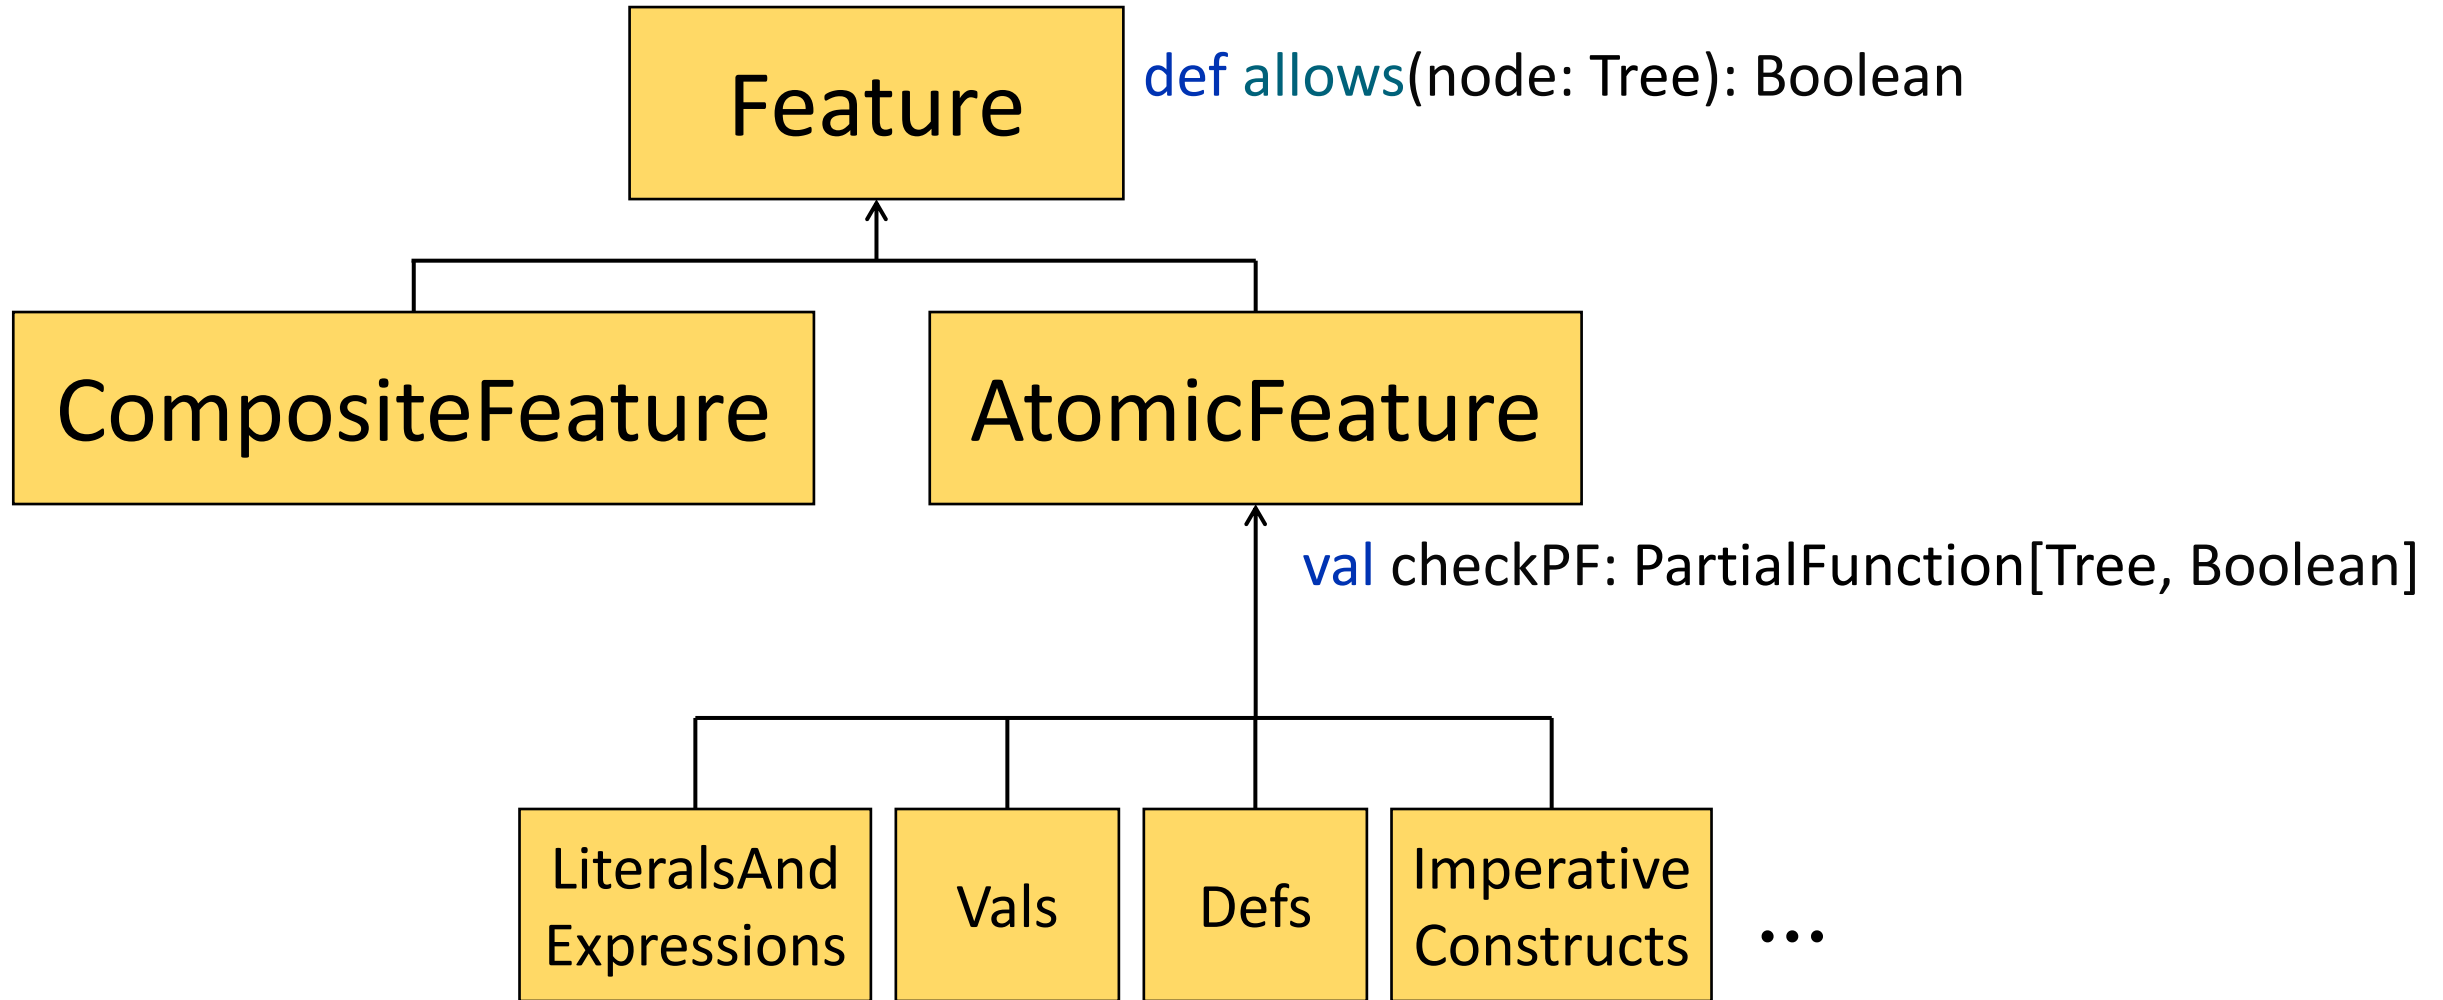 Feature
def allows(node: Tree): Boolean
CompositeFeature
AtomicFeature
val checkPF: PartialFunction[Tree, Boolean]
LiteralsAnd
Expressions
Vals
Defs
Imperative
Constructs
...